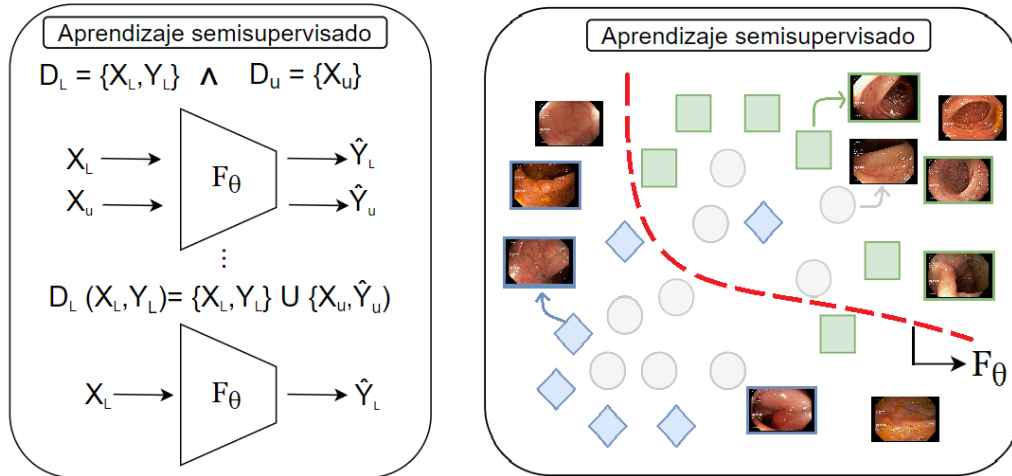 Aprendizaje semisupervisado
D_L = {X_L,Y_L} ∧ D_u = {X_u}
X_L F_θ Ŷ_L
X_u Ŷ_u
⋮
D_L (X_L,Y_L)= {X_L,Y_L} U {X_u,Ŷ_u)
X_L F_θ Ŷ_L
Aprendizaje semisupervisado
F_θ